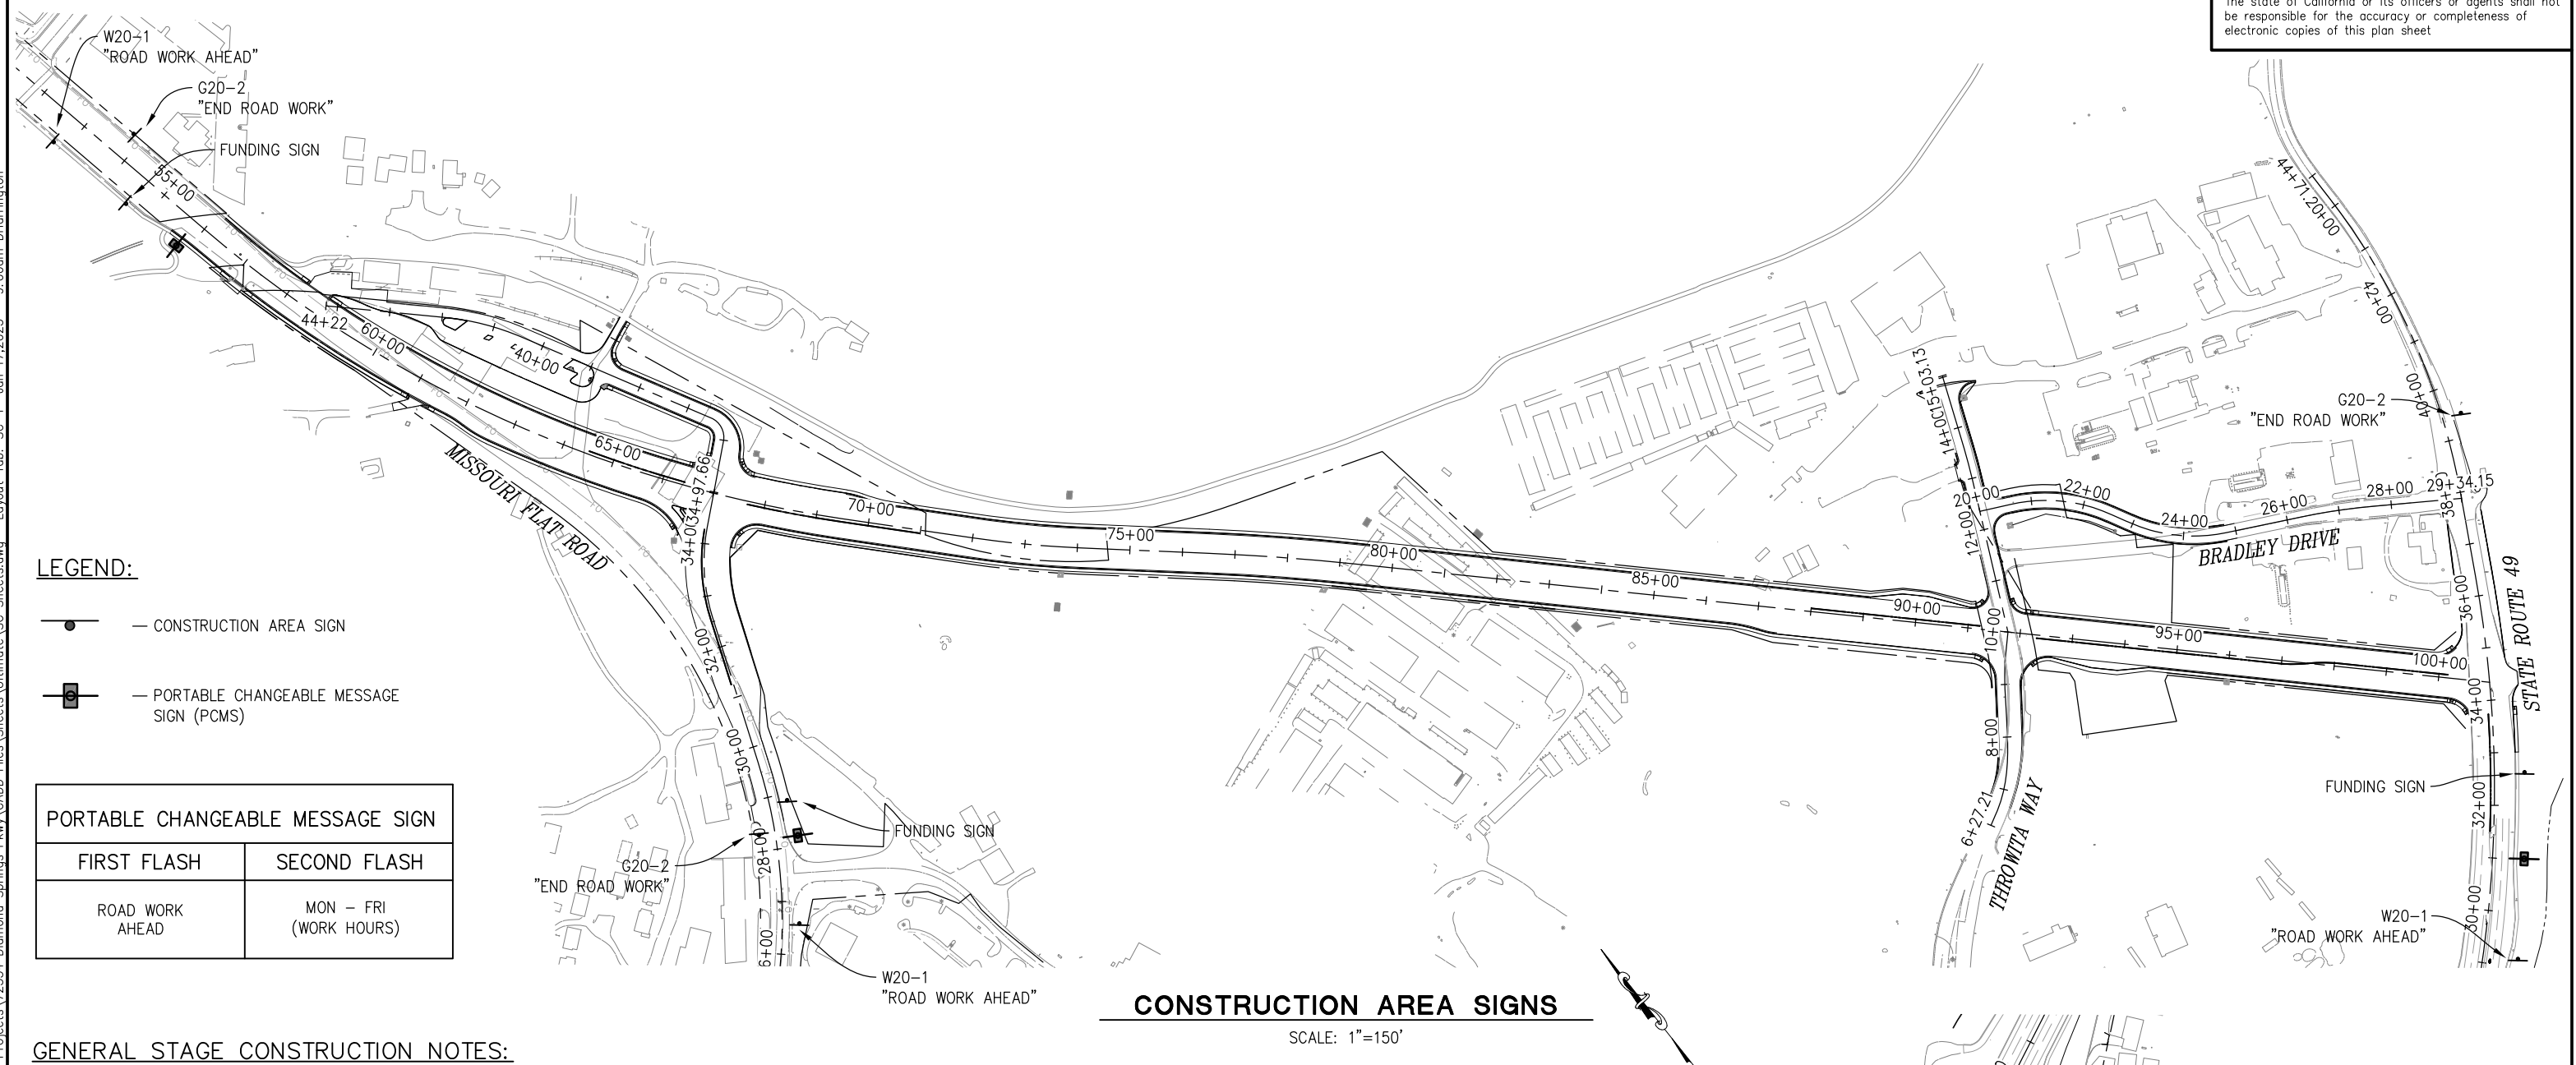 The state of California or its officers or agents shall not
be responsible for the accuracy or completeness of
electronic copies of this plan sheet
W20-1
"ROAD WORK AHEAD"
G20-2
"END ROAD WORK"
FUNDING SIGN
55+00
44+22
60+00
40+00
65+00
MISSOURI FLAT ROAD
34+97.66
34+00
32+00
30+00
28+00
6+00
70+00
75+00
80+00
85+00
90+00
95+00
100+00
15+03.13
14+00
12+00
10+00
8+00
6+27.21
THROWITA WAY
20+00
22+00
24+00
26+00
28+00
29+34.15
BRADLEY DRIVE
44+71.20
42+00
40+00
38+00
36+00
34+00
32+00
30+00
STATE ROUTE 49
G20-2
"END ROAD WORK"
FUNDING SIGN
W20-1
"ROAD WORK AHEAD"
FUNDING SIGN
G20-2
"END ROAD WORK"
W20-1
"ROAD WORK AHEAD"
LEGEND:
— CONSTRUCTION AREA SIGN
— PORTABLE CHANGEABLE MESSAGE
SIGN (PCMS)
PORTABLE CHANGEABLE MESSAGE SIGN
FIRST FLASH
SECOND FLASH
ROAD WORK
AHEAD
MON - FRI
(WORK HOURS)
CONSTRUCTION AREA SIGNS
SCALE: 1"=150'
GENERAL STAGE CONSTRUCTION NOTES: